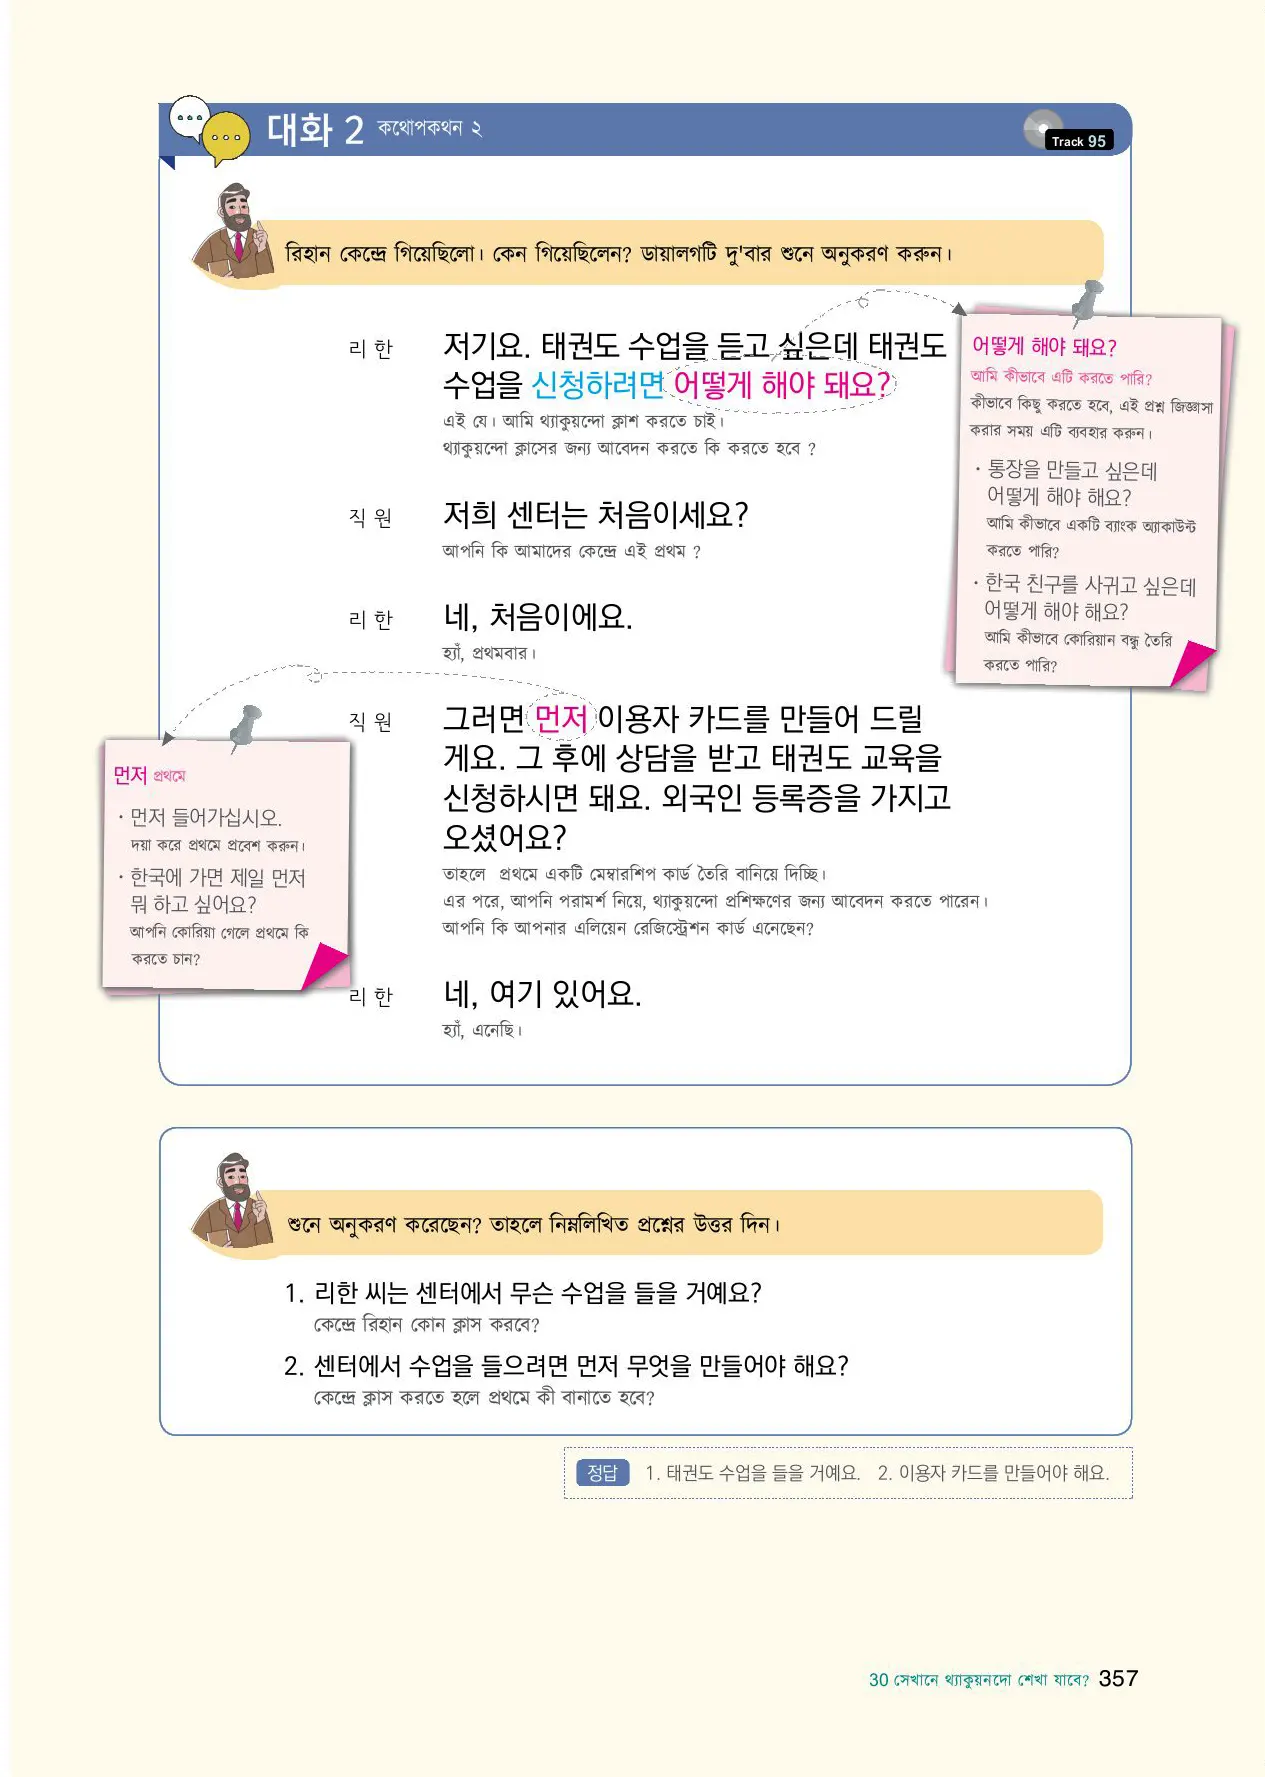 대화 2 কথোপকথন ২
Track 95
রিহান কেন্দ্রে গিয়েছিলো। কেন গিয়েছিলেন? ডায়ালগটি দু'বার শুনে অনুকরণ করুন।
리 한
저기요. 태권도 수업을 듣고 싶은데 태권도
수업을 신청하려면 어떻게 해야 돼요?
এই যে। আমি থ্যাকুয়ন্দো ক্লাশ করতে চাই।
থ্যাকুয়ন্দো ক্লাসের জন্য আবেদন করতে কি করতে হবে ?
직 원
저희 센터는 처음이세요?
আপনি কি আমাদের কেন্দ্রে এই প্রথম ?
리 한
네, 처음이에요.
হ্যাঁ, প্রথমবার।
직 원
그러면 먼저 이용자 카드를 만들어 드릴
게요. 그 후에 상담을 받고 태권도 교육을
신청하시면 돼요. 외국인 등록증을 가지고
오셨어요?
তাহলে প্রথমে একটি মেম্বারশিপ কার্ড তৈরি বানিয়ে দিচ্ছি।
এর পরে, আপনি পরামর্শ নিয়ে, থ্যাকুয়ন্দো প্রশিক্ষণের জন্য আবেদন করতে পারেন।
আপনি কি আপনার এলিয়েন রেজিস্ট্রেশন কার্ড এনেছেন?
리 한
네, 여기 있어요.
হ্যাঁ, এনেছি।
어떻게 해야 돼요?
আমি কীভাবে এটি করতে পারি?
কীভাবে কিছু করতে হবে, এই প্রশ্ন জিজ্ঞাসা
করার সময় এটি ব্যবহার করুন।
· 통장을 만들고 싶은데
어떻게 해야 해요?
আমি কীভাবে একটি ব্যাংক অ্যাকাউন্ট
করতে পারি?
· 한국 친구를 사귀고 싶은데
어떻게 해야 해요?
আমি কীভাবে কোরিয়ান বন্ধু তৈরি
করতে পারি?
먼저 প্রথমে
· 먼저 들어가십시오.
দয়া করে প্রথমে প্রবেশ করুন।
· 한국에 가면 제일 먼저
뭐 하고 싶어요?
আপনি কোরিয়া গেলে প্রথমে কি
করতে চান?
শুনে অনুকরণ করেছেন? তাহলে নিম্নলিখিত প্রশ্নের উত্তর দিন।
1. 리한 씨는 센터에서 무슨 수업을 들을 거예요?
কেন্দ্রে রিহান কোন ক্লাস করবে?
2. 센터에서 수업을 들으려면 먼저 무엇을 만들어야 해요?
কেন্দ্রে ক্লাস করতে হলে প্রথমে কী বানাতে হবে?
정답 1. 태권도 수업을 들을 거예요. 2. 이용자 카드를 만들어야 해요.
30 সেখানে থ্যাকুয়নদো শেখা যাবে? 357